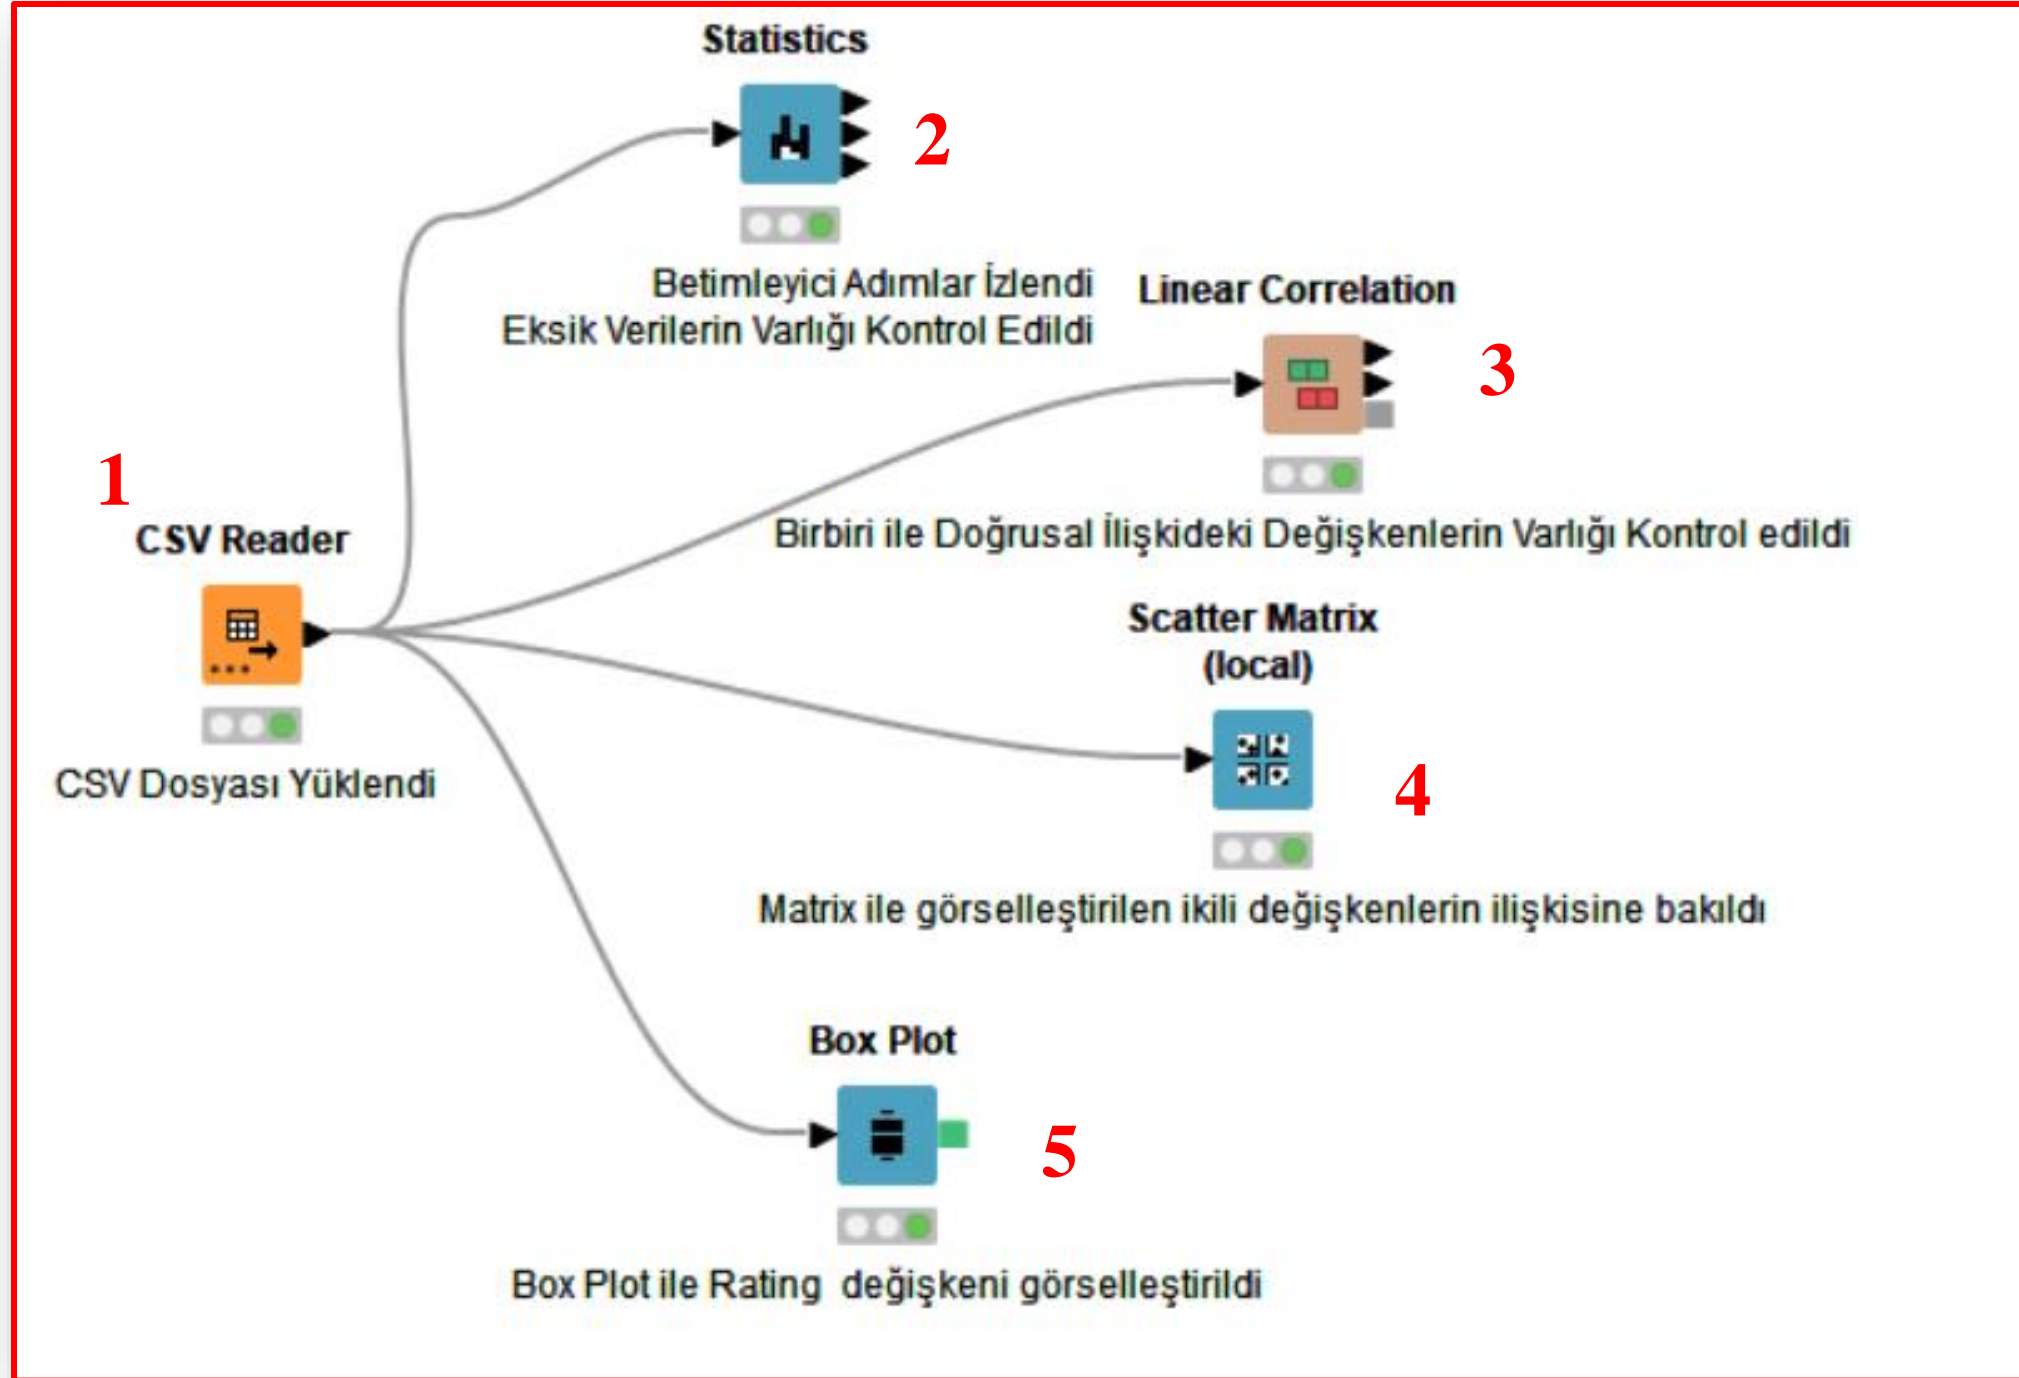 Statistics
2
Betimleyici Adımlar İzlendi
Eksik Verilerin Varlığı Kontrol Edildi
Linear Correlation
3
Birbiri ile Doğrusal İlişkideki Değişkenlerin Varlığı Kontrol edildi
1
CSV Reader
CSV Dosyası Yüklendi
Scatter Matrix
(local)
4
Matrix ile görselleştirilen ikili değişkenlerin ilişkisine bakıldı
Box Plot
5
Box Plot ile Rating  değişkeni görselleştirildi